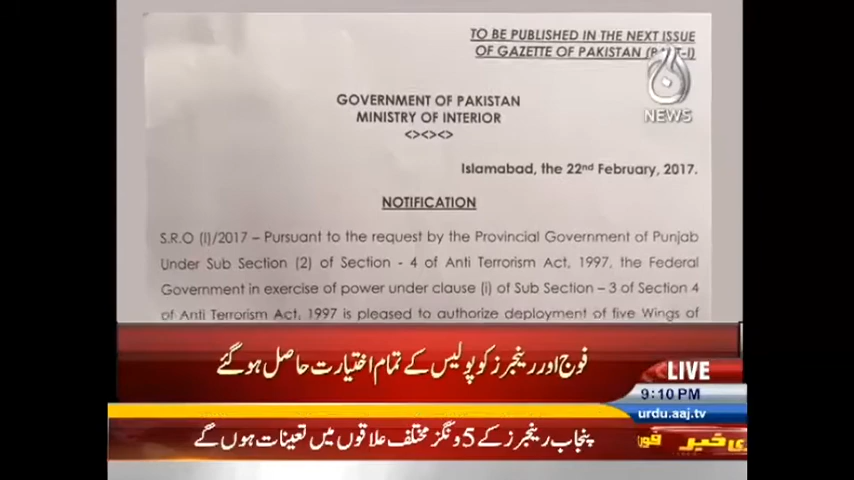 TO BE PUBLISHED IN THE NEXT ISSUE
OF GAZETTE OF PAKISTAN
NEWS
GOVERNMENT OF PAKISTAN
MINISTRY OF INTERIOR
<><><>
Islamabad, the 22nd February, 2017.
NOTIFICATION
S.R.O (I)/2017 – Pursuant to the request by the Provincial Government of Punjab
Under Sub Section (2) of Section - 4 of Anti Terrorism Act, 1997, the Federal
Government in exercise of power under clause (i) of Sub Section – 3 of Section 4
of Anti Terrorism Act, 1997 is pleased to authorize deployment of five Wings of
فوج اور رینجرز کو پولیس کے تمام اختیارت حاصل ہوگئے
LIVE
9:10 PM
urdu.aaj.tv
پنجاب رینجرز کے 5 ونگز مختلف علاقوں میں تعینات ہوں گے
خبر